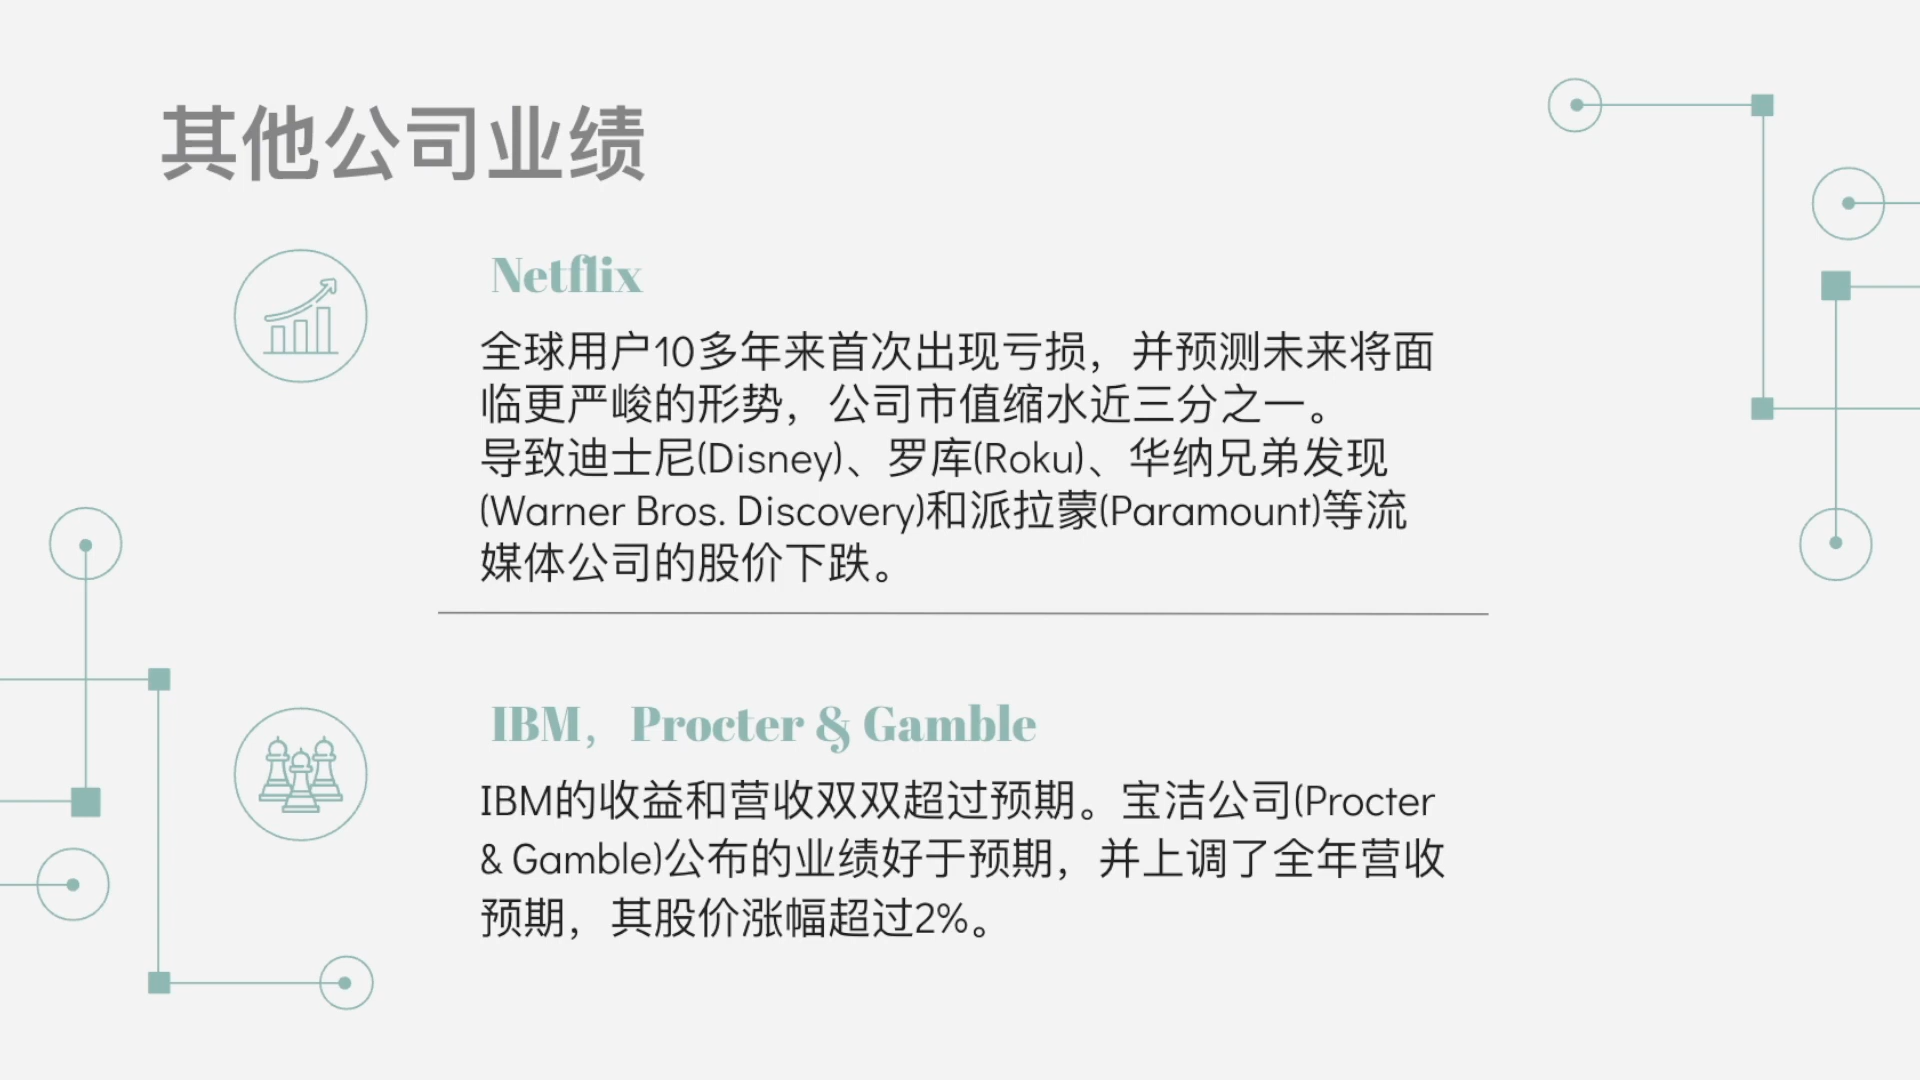 其他公司业绩
Netflix
全球用户10多年来首次出现亏损，并预测未来将面
临更严峻的形势，公司市值缩水近三分之一。
导致迪士尼(Disney)、罗库(Roku)、华纳兄弟发现
(Warner Bros. Discovery)和派拉蒙(Paramount)等流
媒体公司的股价下跌。
IBM，Procter & Gamble
IBM的收益和营收双双超过预期。宝洁公司(Procter
& Gamble)公布的业绩好于预期，并上调了全年营收
预期，其股价涨幅超过2%。